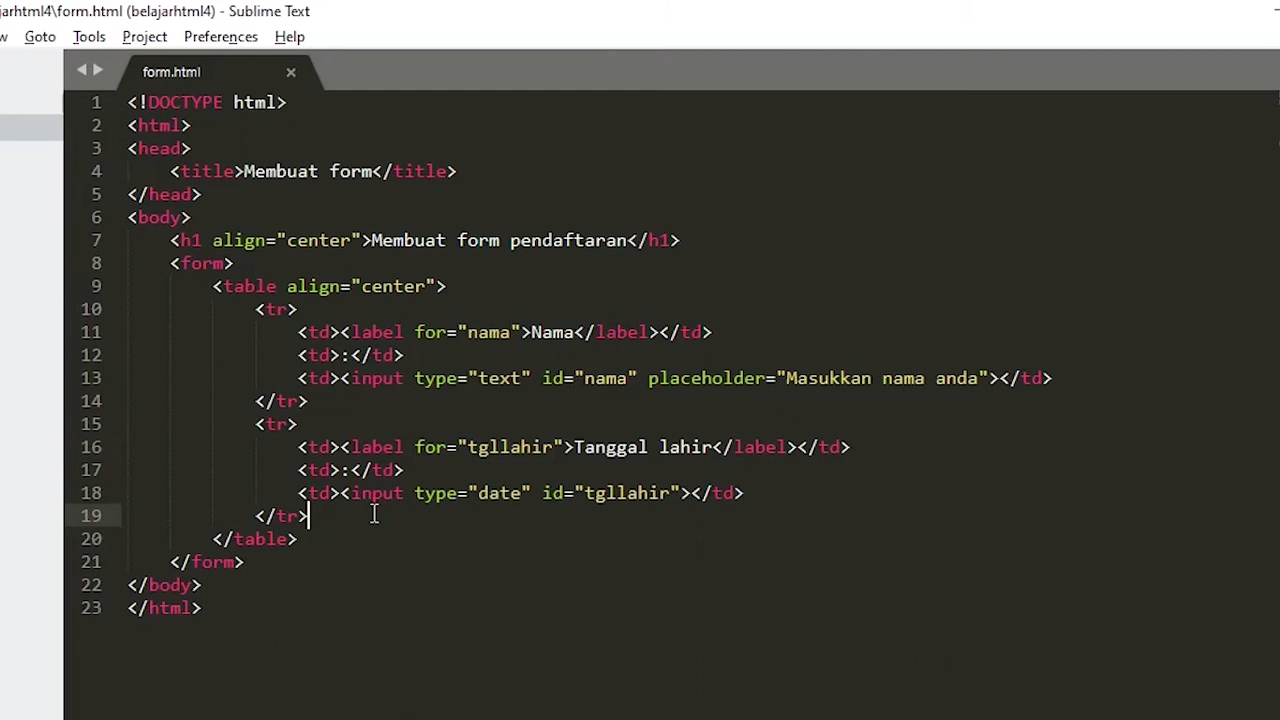 jarhtml4\form.html (belajarhtml4) - Sublime Text
w Goto Tools Project Preferences Help
form.html ×
1 <!DOCTYPE html>
2 <html>
3 <head>
4 <title>Membuat form</title>
5 </head>
6 <body>
7 <h1 align="center">Membuat form pendaftaran</h1>
8 <form>
9 <table align="center">
10 <tr>
11 <td><label for="nama">Nama</label></td>
12 <td>:</td>
13 <td><input type="text" id="nama" placeholder="Masukkan nama anda"></td>
14 </tr>
15 <tr>
16 <td><label for="tgllahir">Tanggal lahir</label></td>
17 <td>:</td>
18 <td><input type="date" id="tgllahir"></td>
19 </tr>
20 </table>
21 </form>
22 </body>
23 </html>